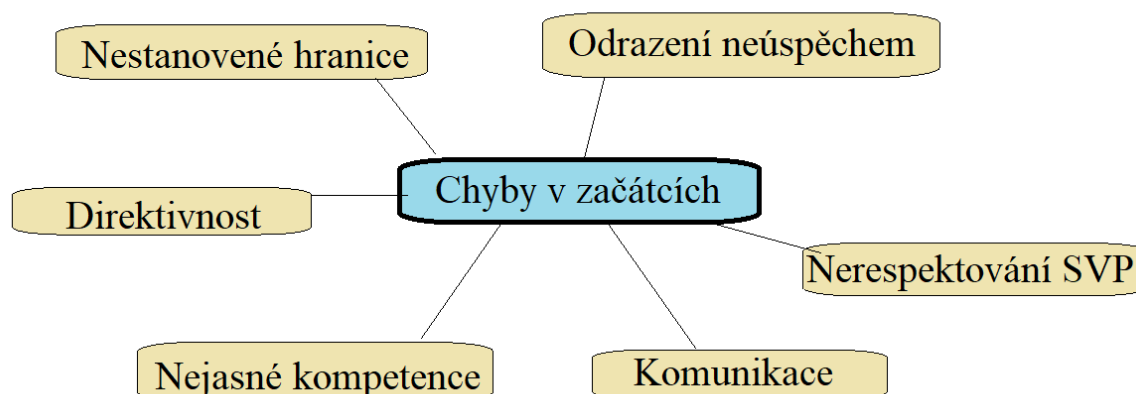 Nestanovené hranice
Odrazení neúspěchem
Chyby v začátcích
Direktivnost
Nerespektování SVP
Nejasné kompetence
Komunikace